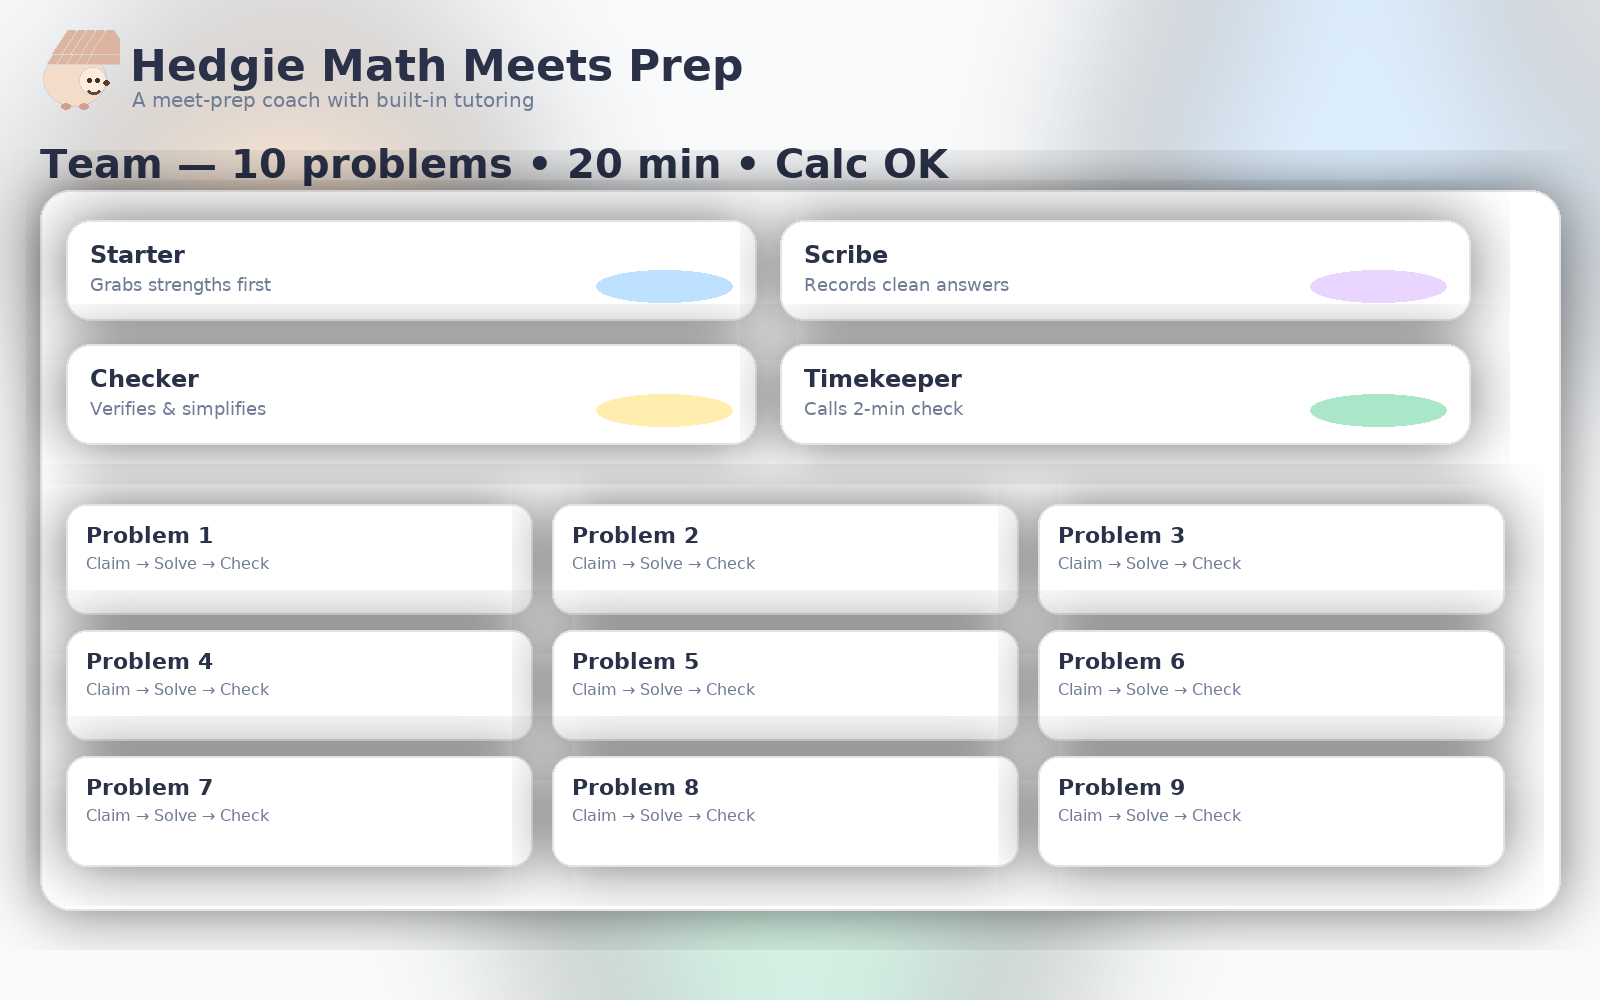 Hedgie Math Meets Prep
A meet-prep coach with built-in tutoring
Team — 10 problems • 20 min • Calc OK
Starter
Grabs strengths first
Scribe
Records clean answers
Checker
Verifies & simplifies
Timekeeper
Calls 2-min check
Problem 1
Claim → Solve → Check
Problem 2
Claim → Solve → Check
Problem 3
Claim → Solve → Check
Problem 4
Claim → Solve → Check
Problem 5
Claim → Solve → Check
Problem 6
Claim → Solve → Check
Problem 7
Claim → Solve → Check
Problem 8
Claim → Solve → Check
Problem 9
Claim → Solve → Check